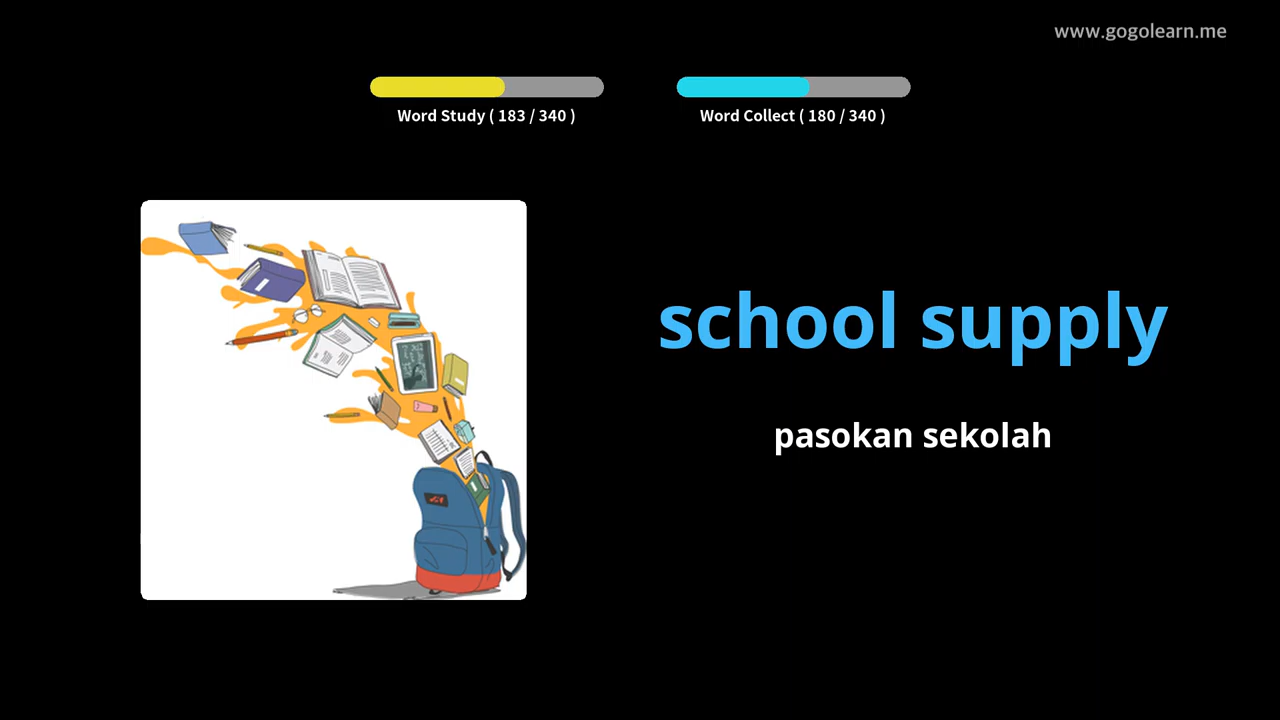 www.gogolearn.me
Word Study ( 183 / 340 )
Word Collect ( 180 / 340 )
school supply
pasokan sekolah